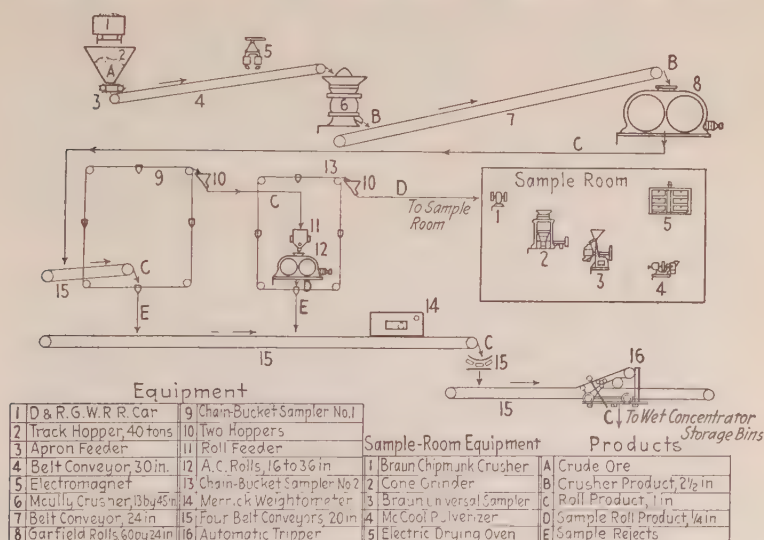 1
2
A
3
4
5
6
B
7
B
8
C
9
10
C
13
10
D
To Sample
Room
11
12
D
E
15
C
E
Sample Room
1
2
3
4
5
14
15
C
15
15
16
C
To Wet Concentrator
Storage Bins
Equipment
1 D & R.G.W.R R. Car
2 Track Hopper, 40 tons
3 Apron Feeder
4 Belt Conveyor, 30 in.
5 Electromagnet
6 Mcully Crusher, 13 by 45 in
7 Belt Conveyor, 24 in
8 Garfield Rolls 60 by 24 in
9 Chain-Bucket Sampler No.1
10 Two Hoppers
11 Roll Feeder
12 A.C. Rolls, 16 to 36 in
13 Chain-Bucket Sampler No 2
14 Merrick Weightometer
15 Four Belt Conveyors, 20 in
16 Automatic Tripper
Sample-Room Equipment
1 Braun Chipmunk Crusher
2 Cone Grinder
3 Braun Universal Sampler
4 McCool Pulverizer
5 Electric Drying Oven
Products
A Crude Ore
B Crusher Product, 2½ in
C Roll Product, 1 in
D Sample Roll Product, ¼ in
E Sample Rejects